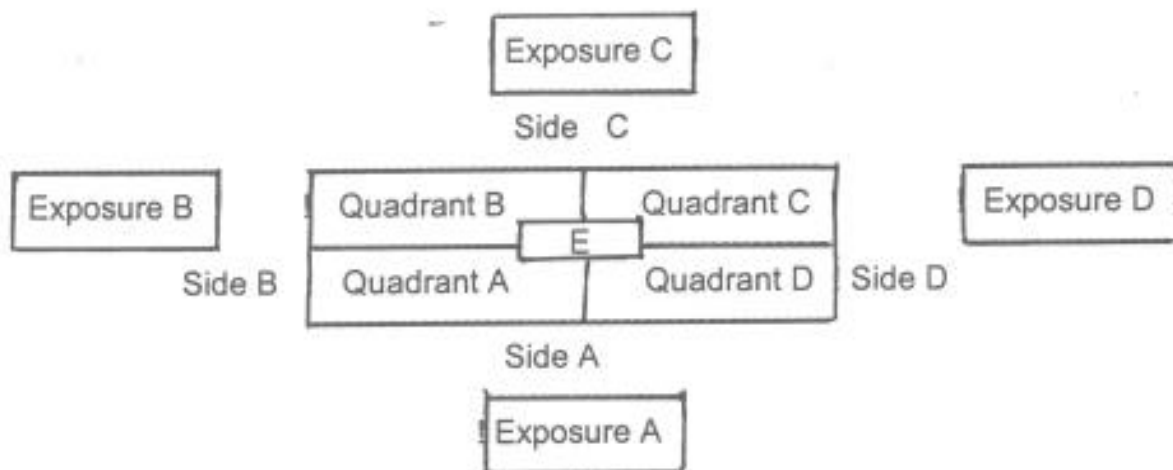 Exposure C
Side C
Exposure B
Quadrant B
Quadrant C
Exposure D
E
Side B
Quadrant A
Quadrant D
Side D
Side A
Exposure A